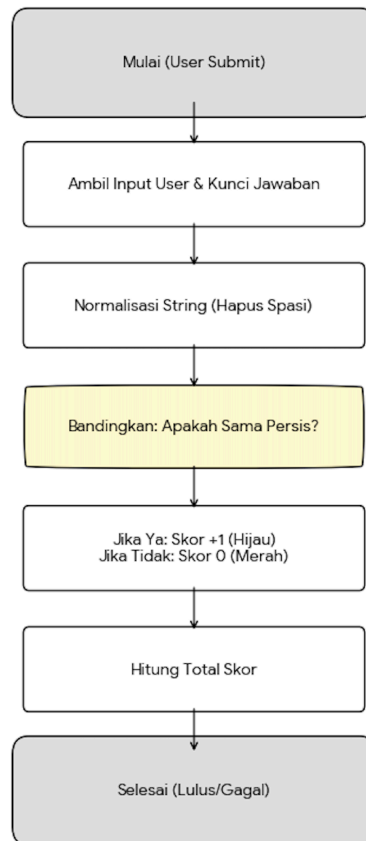 Mulai (User Submit)
Ambil Input User & Kunci Jawaban
Normalisasi String (Hapus Spasi)
Bandingkan: Apakah Sama Persis?
Jika Ya: Skor +1 (Hijau)
Jika Tidak: Skor 0 (Merah)
Hitung Total Skor
Selesai (Lulus/Gagal)